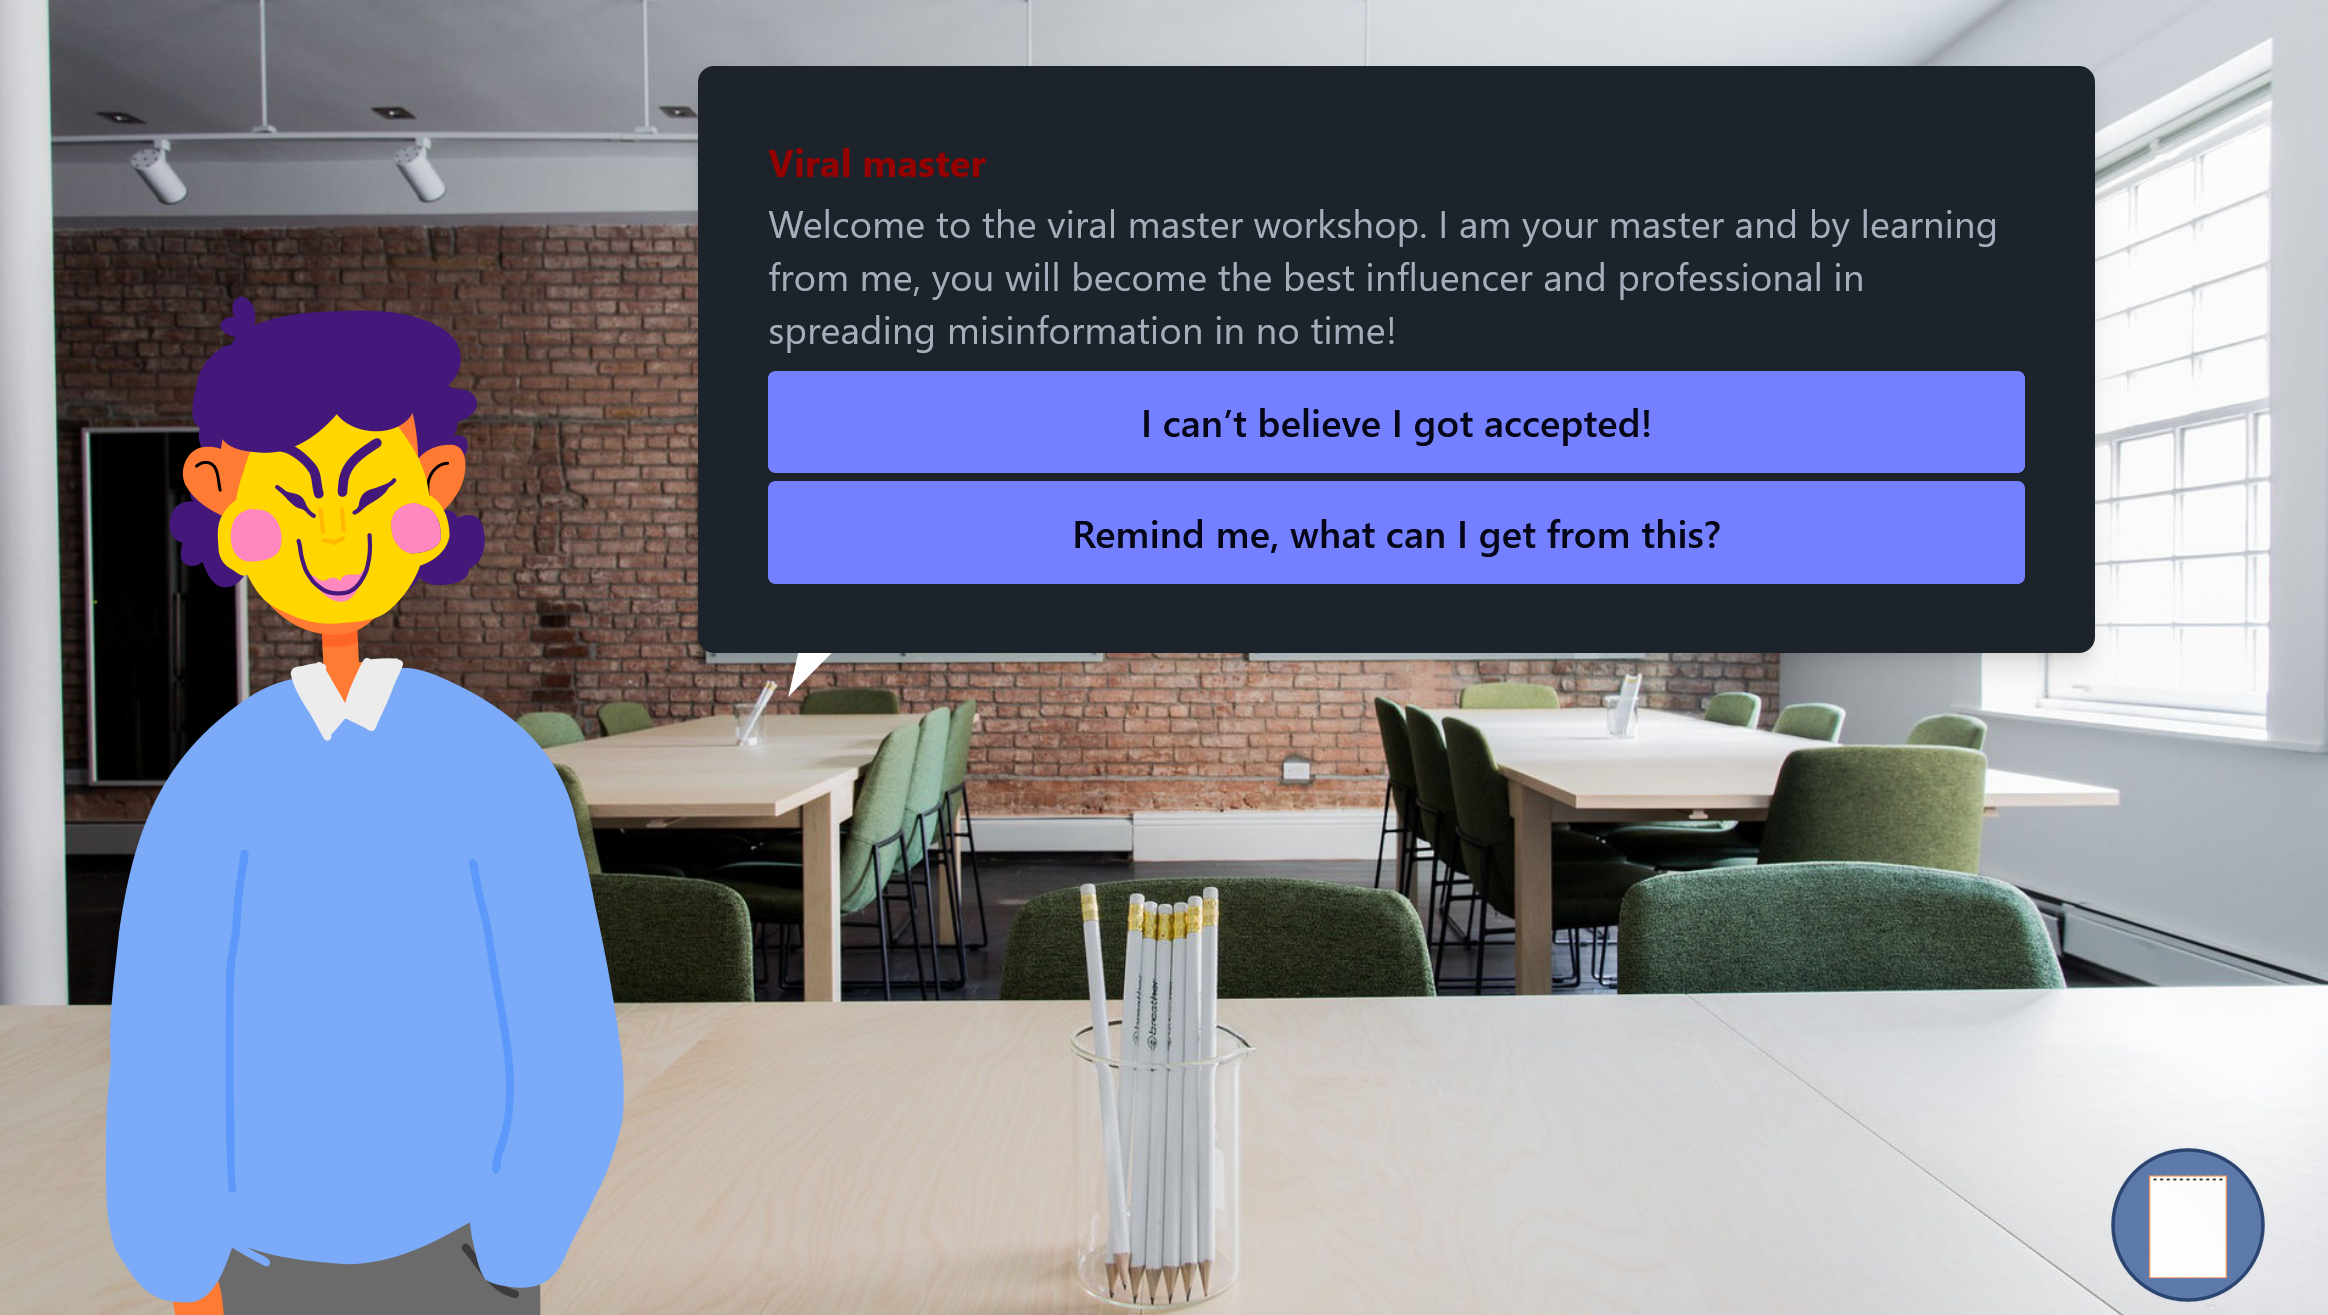 Viral master
Welcome to the viral master workshop. I am your master and by learning
from me, you will become the best influencer and professional in
spreading misinformation in no time!
I can’t believe I got accepted!
Remind me, what can I get from this?
breather